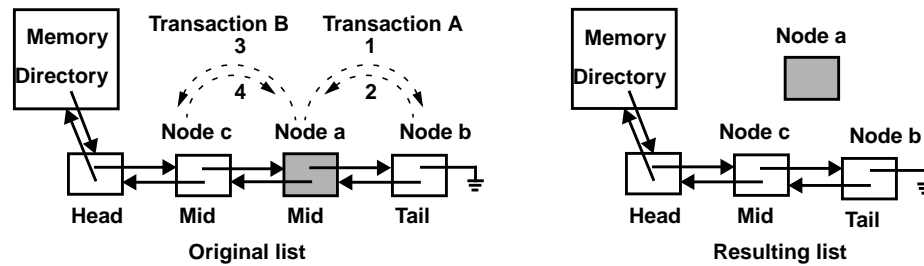 Memory
Directory
Transaction B
3
4
Transaction A
1
2
Node c
Node a
Node b
Head
Mid
Mid
Tail
Original list
Memory
Directory
Node a
Node c
Node b
Head
Mid
Tail
Resulting list